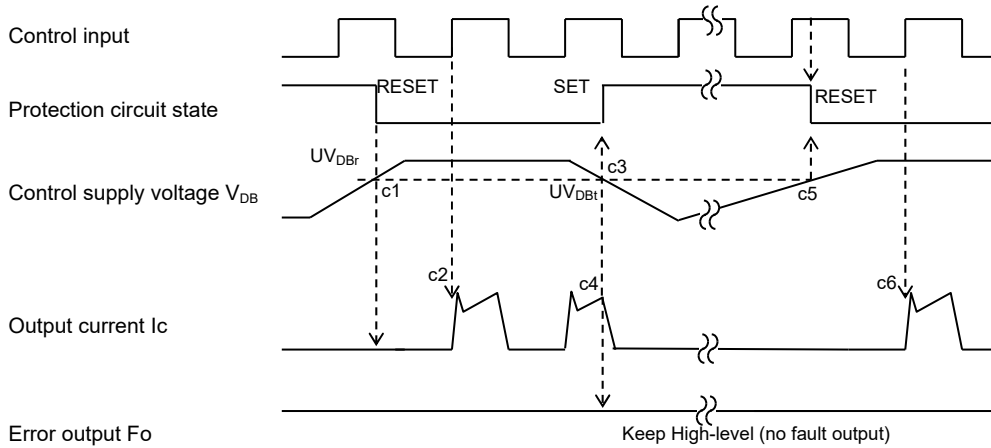 Control input
RESET
SET
Protection circuit state
RESET
UVDBr
c1
c3
Control supply voltage VDB
UVDBt
c5
c2
c4
c6
Output current Ic
Error output Fo
Keep High-level (no fault output)